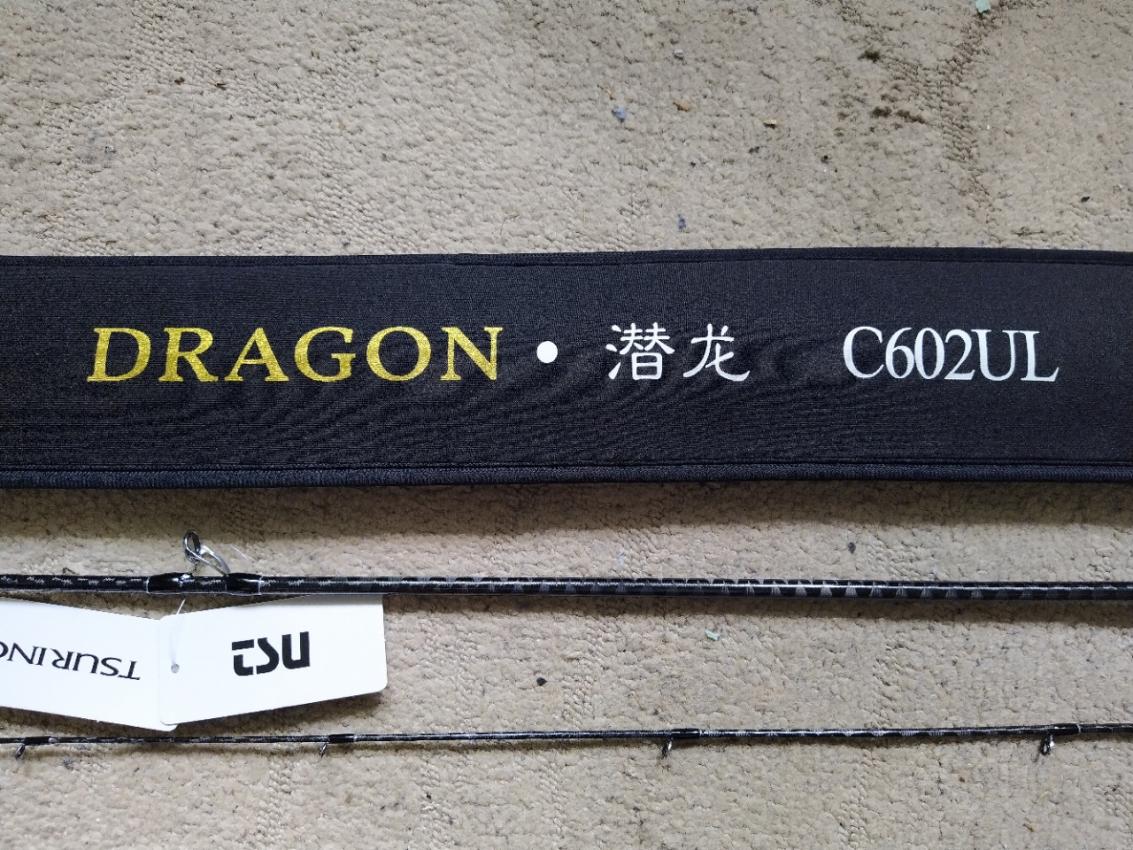 DRAGON • 潜龙 C602UL
TSU
TSURINO